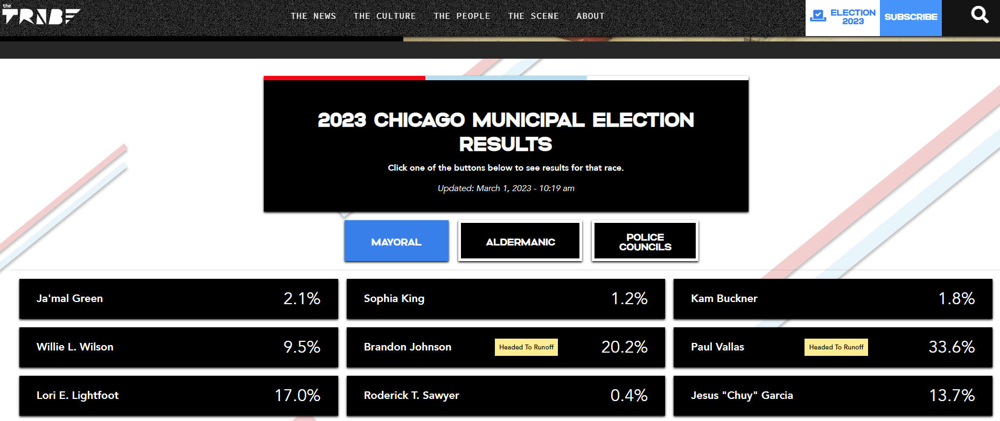 the
TRiiBE
THE NEWS THE CULTURE THE PEOPLE THE SCENE ABOUT
ELECTION
2023
SUBSCRIBE
2023 CHICAGO MUNICIPAL ELECTION
RESULTS
Click one of the buttons below to see results for that race.
Updated: March 1, 2023 - 10:19 am
MAYORAL
ALDERMANIC
POLICE
COUNCILS
Ja'mal Green 2.1%
Sophia King 1.2%
Kam Buckner 1.8%
Willie L. Wilson 9.5%
Brandon Johnson Headed To Runoff 20.2%
Paul Vallas Headed To Runoff 33.6%
Lori E. Lightfoot 17.0%
Roderick T. Sawyer 0.4%
Jesus "Chuy" Garcia 13.7%